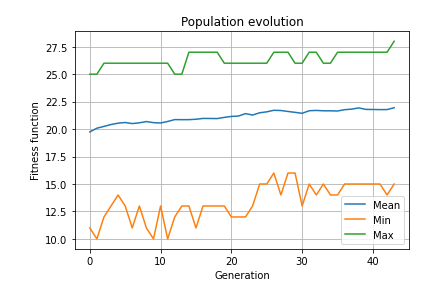 Population evolution
Fitness function
27.5
25.0
22.5
20.0
17.5
15.0
12.5
10.0
Mean
Min
Max
0
10
20
30
40
Generation